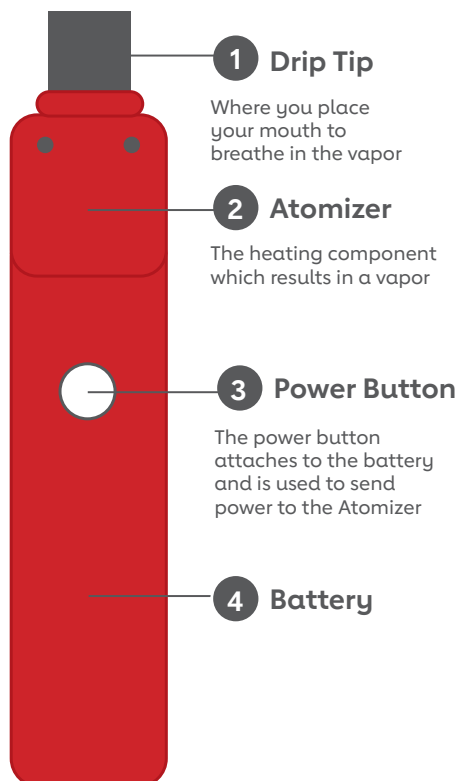 1 Drip Tip
Where you place
your mouth to
breathe in the vapor
2 Atomizer
The heating component
which results in a vapor
3 Power Button
The power button
attaches to the battery
and is used to send
power to the Atomizer
4 Battery